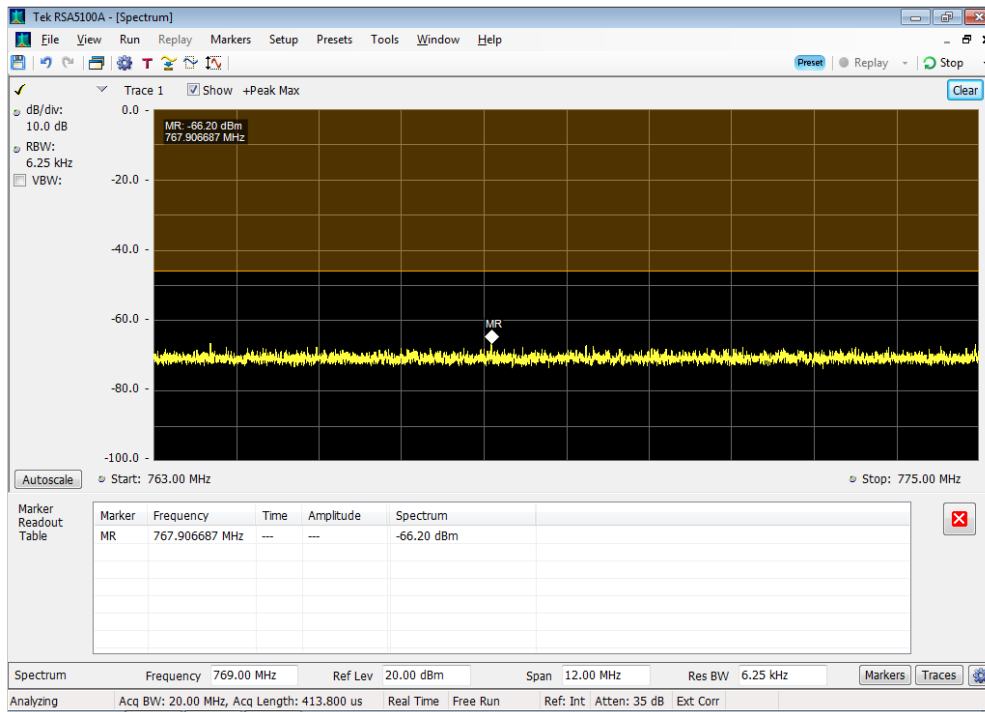 Tek RSA5100A - [Spectrum]
File View Run Replay Markers Setup Presets Tools Window Help
T Preset Replay Stop
Trace 1 Show +Peak Max Clear
dB/div:
10.0 dB
RBW:
6.25 kHz
VBW:
0.0 -
MR: -66.20 dBm
767.906687 MHz
-20.0 -
-40.0 -
-60.0 -
MR
-80.0 -
-100.0 -
Autoscale Start: 763.00 MHz Stop: 775.00 MHz
Marker
Readout
Table
Marker Frequency Time Amplitude Spectrum
MR 767.906687 MHz --- --- -66.20 dBm
Spectrum Frequency 769.00 MHz Ref Lev 20.00 dBm Span 12.00 MHz Res BW 6.25 kHz Markers Traces
Analyzing Acq BW: 20.00 MHz, Acq Length: 413.800 us Real Time Free Run Ref: Int Atten: 35 dB Ext Corr